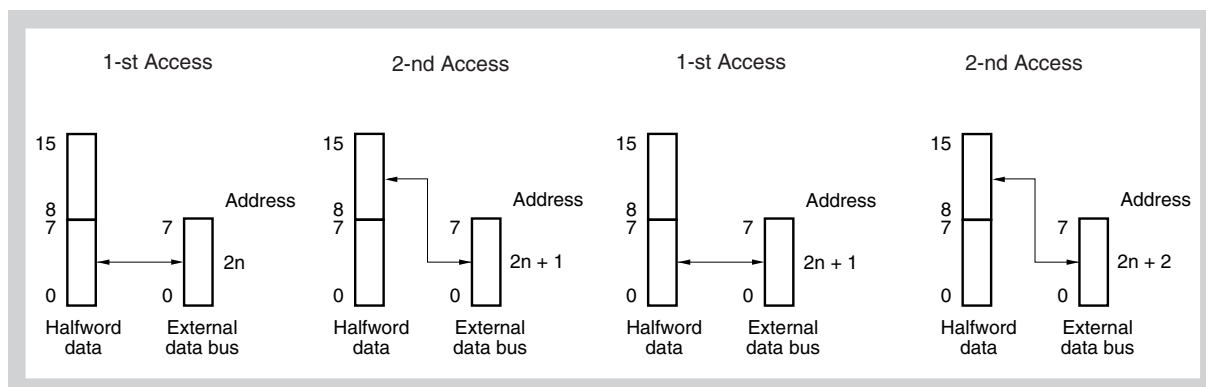 1-st Access
15
8
7
0
Halfword
data
7
0
External
data bus
Address
2n
2-nd Access
15
8
7
0
Halfword
data
7
0
External
data bus
Address
2n + 1
1-st Access
15
8
7
0
Halfword
data
7
0
External
data bus
Address
2n + 1
2-nd Access
15
8
7
0
Halfword
data
7
0
External
data bus
Address
2n + 2